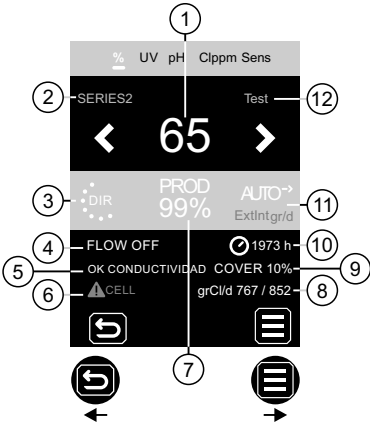 1
% UV pH Clppm Sens
2 SERIES2 Test 12
65
3 DIR PROD 99% AUTO
ExtIntgr/d 11
4 FLOW OFF 1973 h 10
5 OK CONDUCTIVIDAD COVER 10% 9
6 CELL grCl/d 767 / 852 8
7